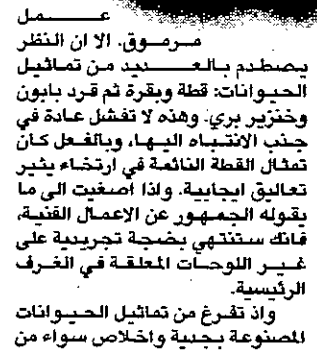 عمل
مرموق. الا ان النظر
يصطدم بالعديد من تماثيل
الحيوانات: قطة وبقرة ثم قرد بابون
وخنزير بري. وهذه لا تفشل عادة في
جذب الانتباه اليها، وبالفعل كان
تمثال القطة النائمة في ارتخاء يثير
تعاليق ايجابية. واذا اصغيت الى ما
يقوله الجمهور عن الاعمال الفنية،
فانك ستنتهي بضجة تجريدية على
غير اللوحات المعلقة في الغرف
الرئيسية.
واذ تفرغ من تماثيل الحيوانات
المصنوعة بجدية واخلاص سواء من